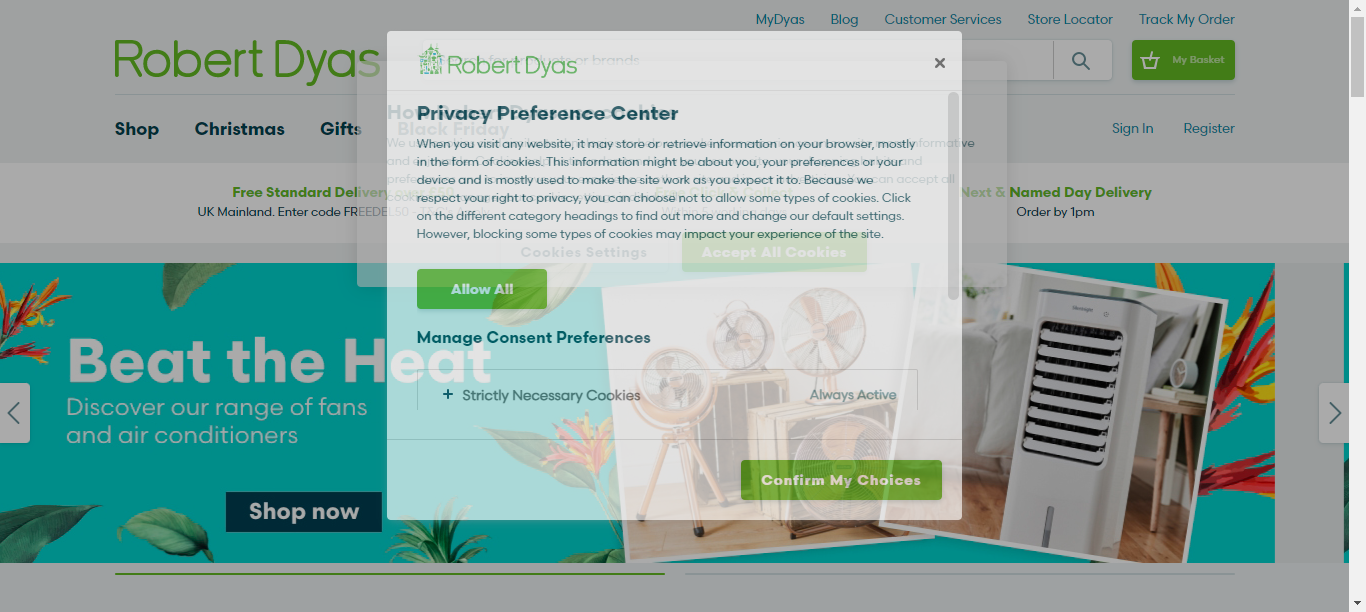 MyDyas Blog Customer Services Store Locator Track My Order
Robert Dyas
My Basket
Shop Christmas Gifts Black Friday
Sign In Register
Free Standard Delivery
Next & Named Day Delivery
UK Mainland. Enter code
Order by 1pm
Robert Dyas
Privacy Preference Center
When you visit any website, it may store or retrieve information on your browser, mostly
in the form of cookies. This information might be about you, your preferences or your
device and is mostly used to make the site work as you expect it to. Because we
respect your right to privacy, you can choose not to allow some types of cookies. Click
on the different category headings to find out more and change our default settings.
However, blocking some types of cookies may impact your experience of the site.
Cookies Settings Accept All Cookies
Allow All
Manage Consent Preferences
+ Strictly Necessary Cookies Always Active
Confirm My Choices
Beat the Heat
Discover our range of fans
and air conditioners
Shop now